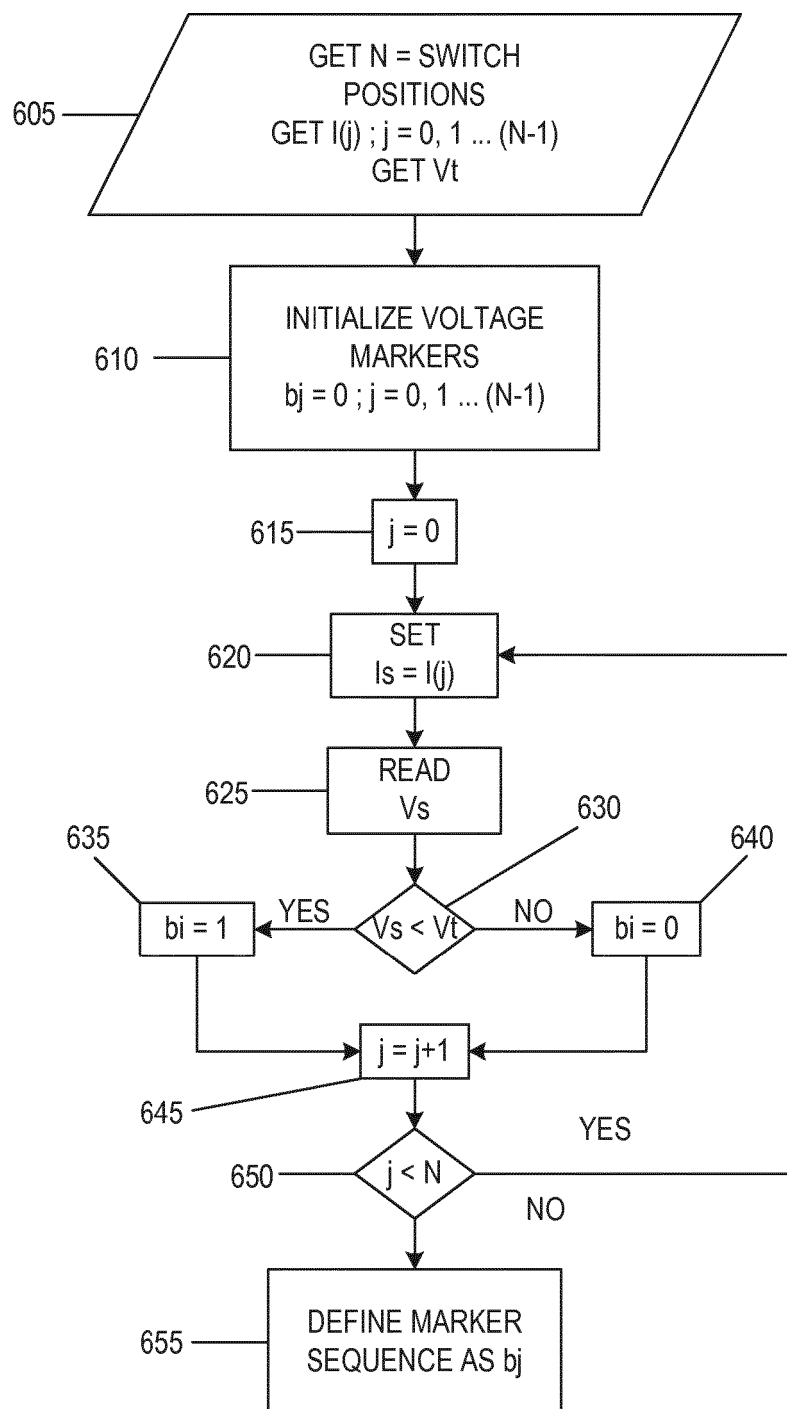 GET N = SWITCH
POSITIONS
605
GET I(j) ; j = 0, 1 ... (N-1)
GET Vt
INITIALIZE VOLTAGE
610
MARKERS
bj = 0 ; j = 0, 1 ... (N-1)
615
j = 0
SET
620
Is = I(j)
READ
625
Vs
630
635
640
bi = 1
YES
Vs < Vt
NO
bi = 0
j = j+1
645
YES
650
j < N
NO
DEFINE MARKER
655
SEQUENCE AS bj